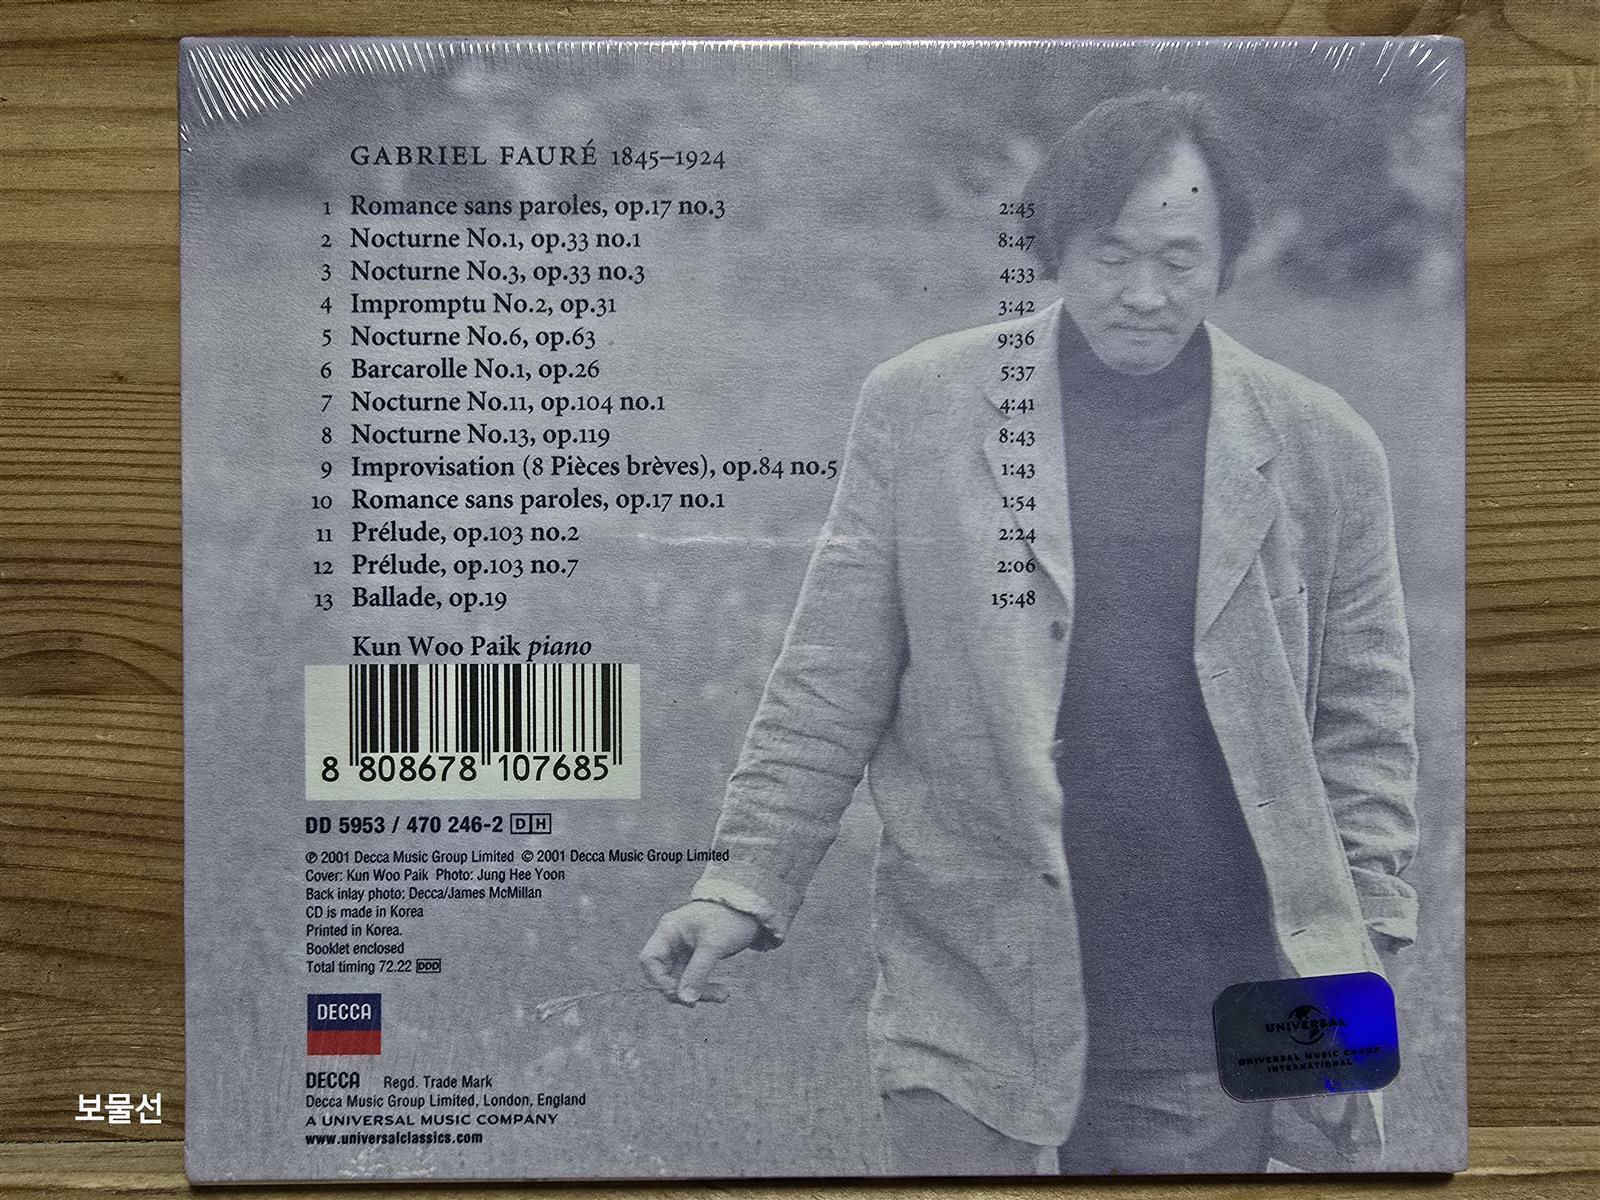 GABRIEL FAURÉ 1845–1924
1 Romance sans paroles, op.17 no.3 2:45
2 Nocturne No.1, op.33 no.1 8:47
3 Nocturne No.3, op.33 no.3 4:33
4 Impromptu No.2, op.31 3:42
5 Nocturne No.6, op.63 9:36
6 Barcarolle No.1, op.26 5:37
7 Nocturne No.11, op.104 no.1 4:41
8 Nocturne No.13, op.119 8:43
9 Improvisation (8 Pièces brèves), op.84 no.5 1:43
10 Romance sans paroles, op.17 no.1 1:54
11 Prélude, op.103 no.2 2:24
12 Prélude, op.103 no.7 2:06
13 Ballade, op.19 15:48
Kun Woo Paik piano
8 808678 107685
DD 5953 / 470 246-2 DH
℗ 2001 Decca Music Group Limited © 2001 Decca Music Group Limited
Cover: Kun Woo Paik Photo: Jung Hee Yoon
Back inlay photo: Decca/James McMillan
CD is made in Korea
Printed in Korea.
Booklet enclosed
Total timing 72.22 DDD
DECCA
DECCA Regd. Trade Mark
Decca Music Group Limited, London, England
A UNIVERSAL MUSIC COMPANY
www.universalclassics.com
UNIVERSAL
UNIVERSAL MUSIC GROUP
INTERNATIONAL
보물선